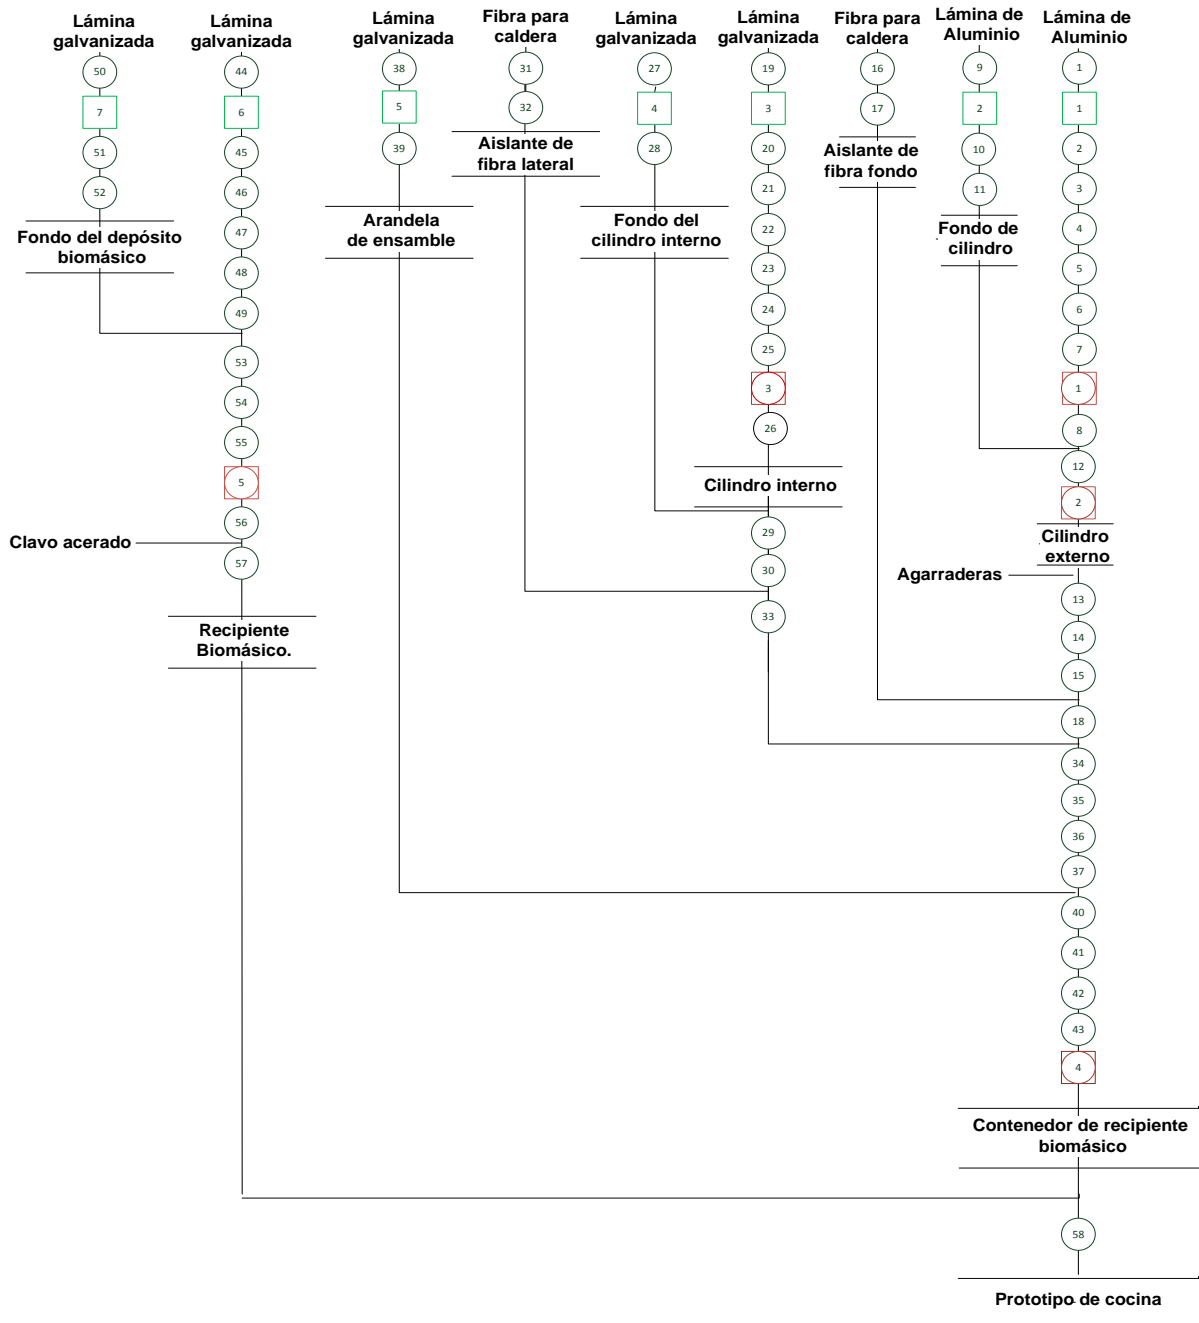 Lámina
galvanizada
50
7
51
52
Fondo del depósito
biomásico
Lámina
galvanizada
44
6
45
46
47
48
49
53
54
55
5
56
Clavo acerado
57
Recipiente
Biomásico.
Lámina
galvanizada
38
5
39
Arandela
de ensamble
Fibra para
caldera
31
32
Aislante de
fibra lateral
Lámina
galvanizada
27
4
28
Fondo del
cilindro interno
Lámina
galvanizada
19
3
20
21
22
23
24
25
3
26
Cilindro interno
29
30
33
Fibra para
caldera
16
17
Aislante de
fibra fondo
Lámina de
Aluminio
9
2
10
11
Fondo de
cilindro
Lámina de
Aluminio
1
1
2
3
4
5
6
7
1
8
12
2
Cilindro
externo
Agarraderas
13
14
15
18
34
35
36
37
40
41
42
43
4
Contenedor de recipiente
biomásico
58
Prototipo de cocina